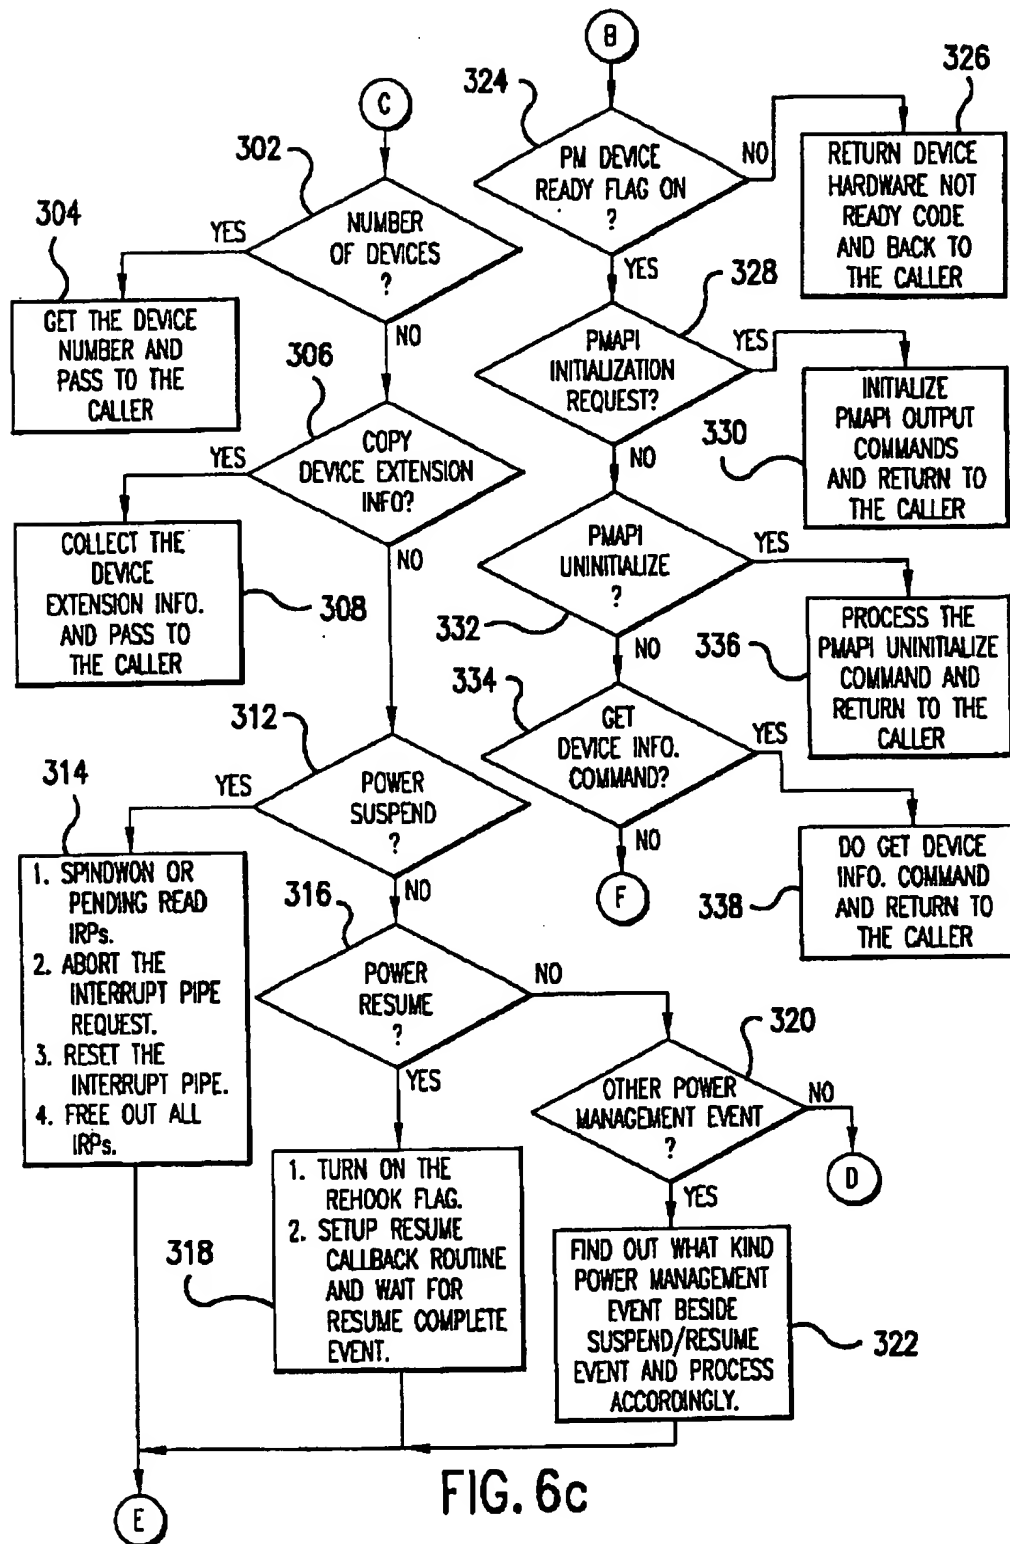 C
302
NUMBER
OF DEVICES
?
YES
NO
304
GET THE DEVICE
NUMBER AND
PASS TO THE
CALLER
306
COPY
DEVICE EXTENSION
INFO?
YES
NO
COLLECT THE
DEVICE
EXTENSION INFO.
AND PASS TO
THE CALLER
308
312
POWER
SUSPEND
?
YES
NO
314
1. SPINDWON OR
PENDING READ
IRPs.
2. ABORT THE
INTERRUPT PIPE
REQUEST.
3. RESET THE
INTERRUPT PIPE.
4. FREE OUT ALL
IRPs.
316
POWER
RESUME
?
NO
YES
318
1. TURN ON THE
REHOOK FLAG.
2. SETUP RESUME
CALLBACK ROUTINE
AND WAIT FOR
RESUME COMPLETE
EVENT.
320
OTHER POWER
MANAGEMENT EVENT
?
NO
D
YES
FIND OUT WHAT KIND
POWER MANAGEMENT
EVENT BESIDE
SUSPEND/RESUME
EVENT AND PROCESS
ACCORDINGLY.
322
E
B
324
PM DEVICE
READY FLAG ON
?
NO
YES
326
RETURN DEVICE
HARDWARE NOT
READY CODE
AND BACK TO
THE CALLER
328
PMAPI
INITIALIZATION
REQUEST?
YES
NO
330
INITIALIZE
PMAPI OUTPUT
COMMANDS
AND RETURN TO
THE CALLER
PMAPI
UNINITIALIZE
?
332
YES
NO
336
PROCESS THE
PMAPI UNINITIALIZE
COMMAND AND
RETURN TO THE
CALLER
334
GET
DEVICE INFO.
COMMAND?
YES
NO
F
338
DO GET DEVICE
INFO. COMMAND
AND RETURN TO
THE CALLER
FIG. 6c